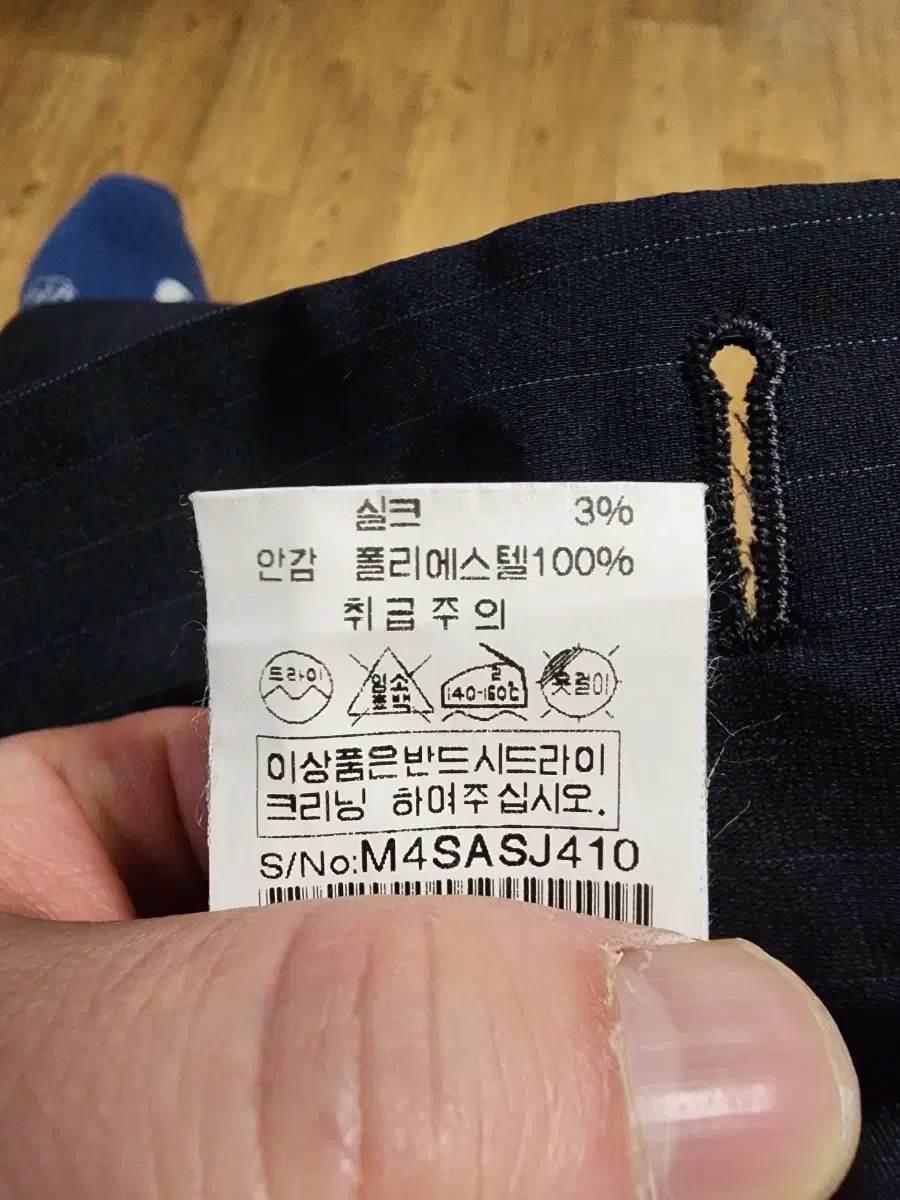 실크 3%
안감 폴리에스텔100%
취급주의
드라이 염소표백 2 140-160℃ 옷걸이
이상품은반드시드라이
크리닝 하여주십시오.
S/No:M4SASJ410